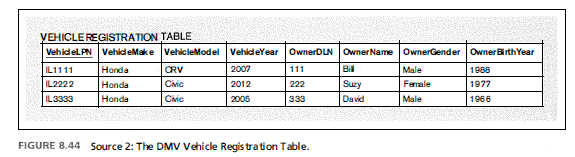 VEHICLE REGISTRATION TABLE
VehicleLPN VehicleMake VehicleModel VehicleYear OwnerDLN OwnerName OwnerGender OwnerBirthYear
IL1111 Honda CRV 2007 111 Bill Male 1988
IL2222 Honda Civic 2012 222 Suzy Female 1977
IL3333 Honda Civic 2005 333 David Male 1966
FIGURE 8.44 Source 2: The DMV Vehicle Registration Table.